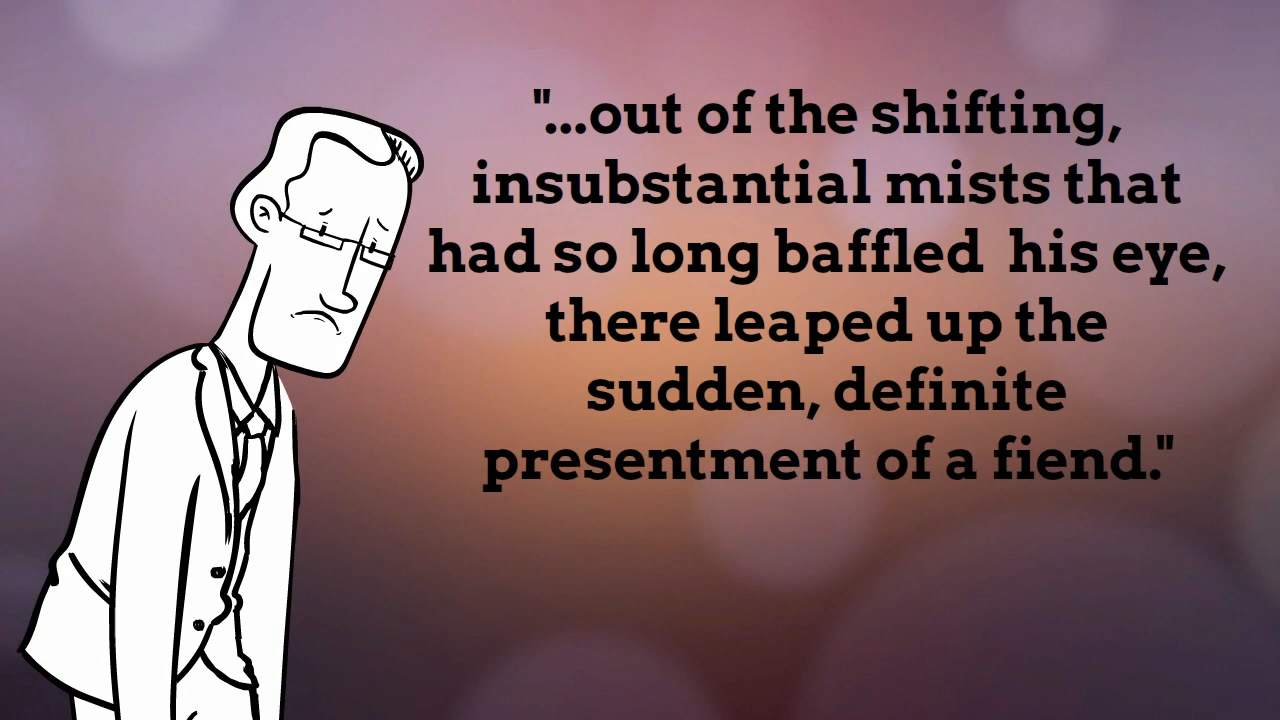 "...out of the shifting,
insubstantial mists that
had so long baffled  his eye,
there leaped up the
sudden, definite
presentment of a fiend."